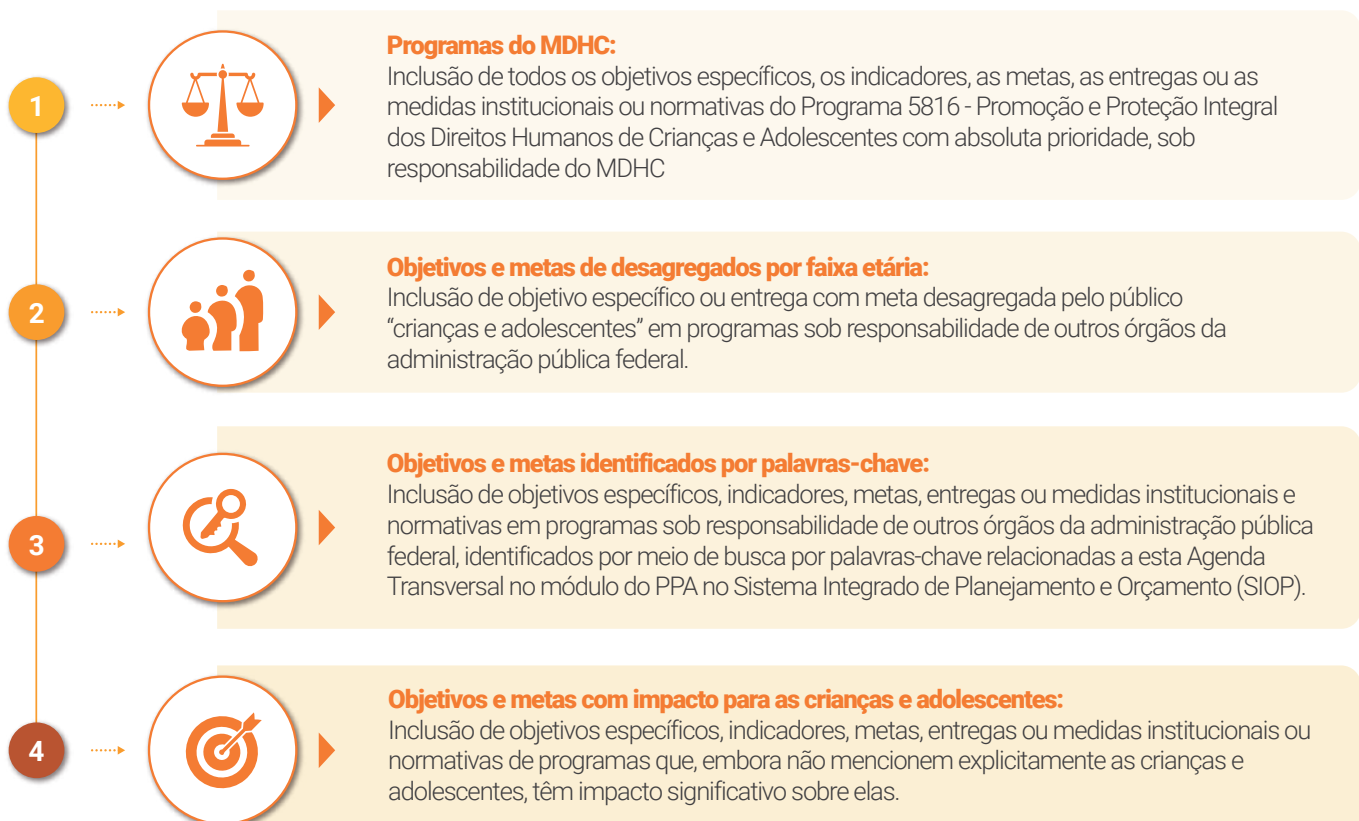 1
Programas do MDHC:
Inclusão de todos os objetivos específicos, os indicadores, as metas, as entregas ou as
medidas institucionais ou normativas do Programa 5816 - Promoção e Proteção Integral
dos Direitos Humanos de Crianças e Adolescentes com absoluta prioridade, sob
responsabilidade do MDHC
2
Objetivos e metas de desagregados por faixa etária:
Inclusão de objetivo específico ou entrega com meta desagregada pelo público
“crianças e adolescentes” em programas sob responsabilidade de outros órgãos da
administração pública federal.
3
Objetivos e metas identificados por palavras-chave:
Inclusão de objetivos específicos, indicadores, metas, entregas ou medidas institucionais e
normativas em programas sob responsabilidade de outros órgãos da administração pública
federal, identificados por meio de busca por palavras-chave relacionadas a esta Agenda
Transversal no módulo do PPA no Sistema Integrado de Planejamento e Orçamento (SIOP).
4
Objetivos e metas com impacto para as crianças e adolescentes:
Inclusão de objetivos específicos, indicadores, metas, entregas ou medidas institucionais ou
normativas de programas que, embora não mencionem explicitamente as crianças e
adolescentes, têm impacto significativo sobre elas.